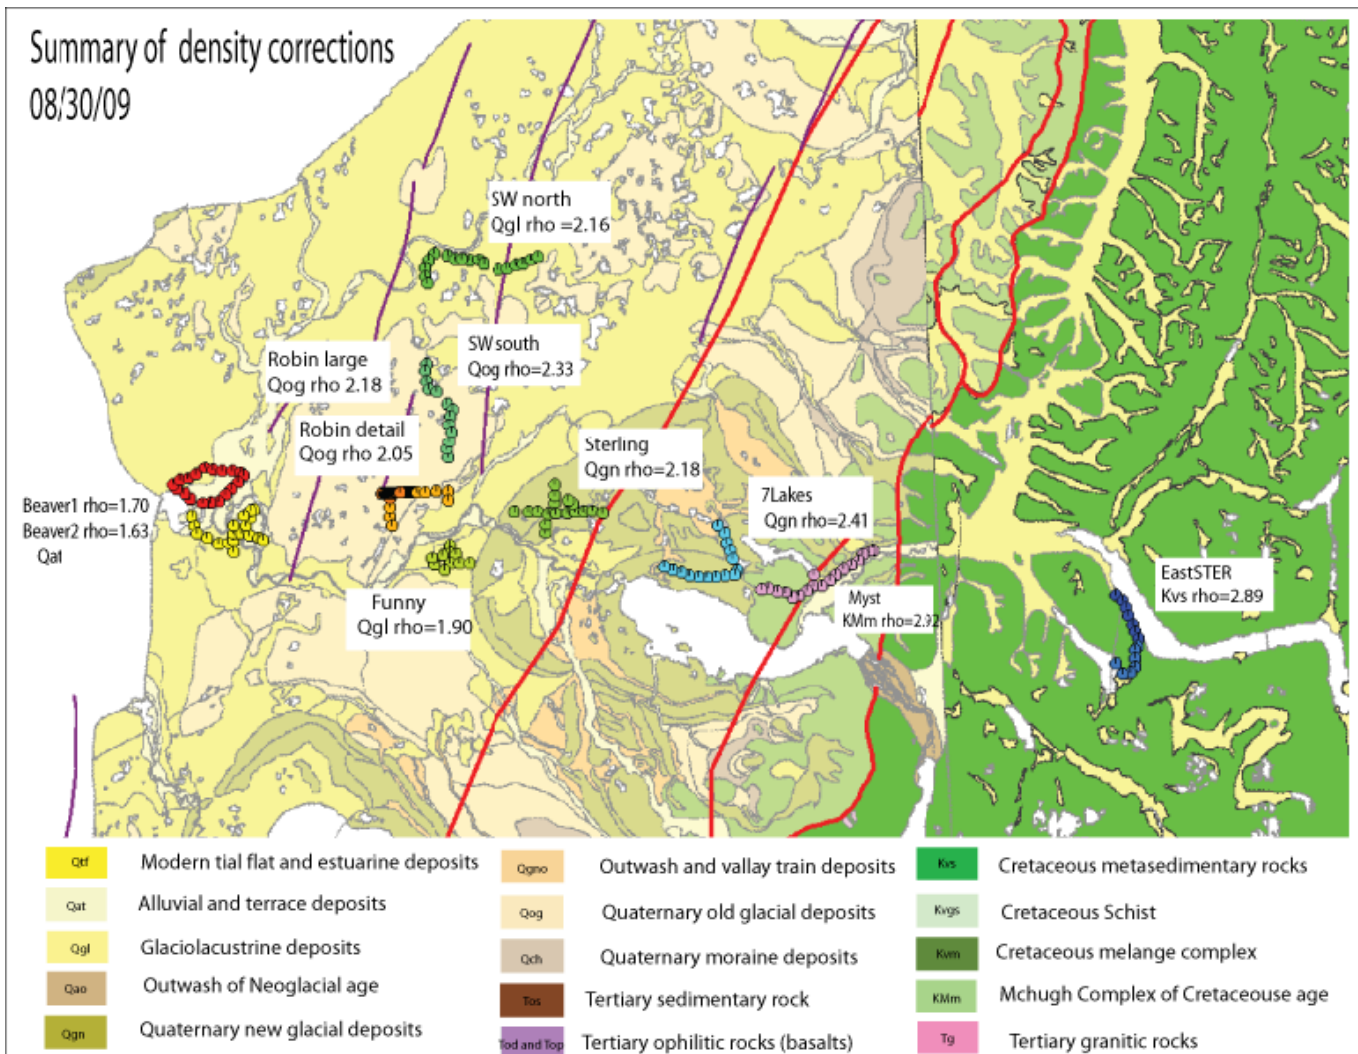 Summary of density corrections
08/30/09
SW north
Qgl rho =2.16
SW south
Qog rho=2.33
Robin large
Qog rho 2.18
Robin detail
Qog rho 2.05
Sterling
Qgn rho=2.18
7Lakes
Qgn rho=2.41
Beaver1 rho=1.70
Beaver2 rho=1.63
Qat
EastSTER
Kvs rho=2.89
Funny
Qgl rho=1.90
Myst
KMm rho=2.92
Qtf Modern tial flat and estuarine deposits
Qat Alluvial and terrace deposits
Qgl Glaciolacustrine deposits
Qao Outwash of Neoglacial age
Qgn Quaternary new glacial deposits
Qgno Outwash and vallay train deposits
Qog Quaternary old glacial deposits
Qch Quaternary moraine deposits
Tos Tertiary sedimentary rock
Tod and Top Tertiary ophilitic rocks (basalts)
Kvs Cretaceous metasedimentary rocks
Kvgs Cretaceous Schist
Kvm Cretaceous melange complex
KMm Mchugh Complex of Cretaceouse age
Tg Tertiary granitic rocks